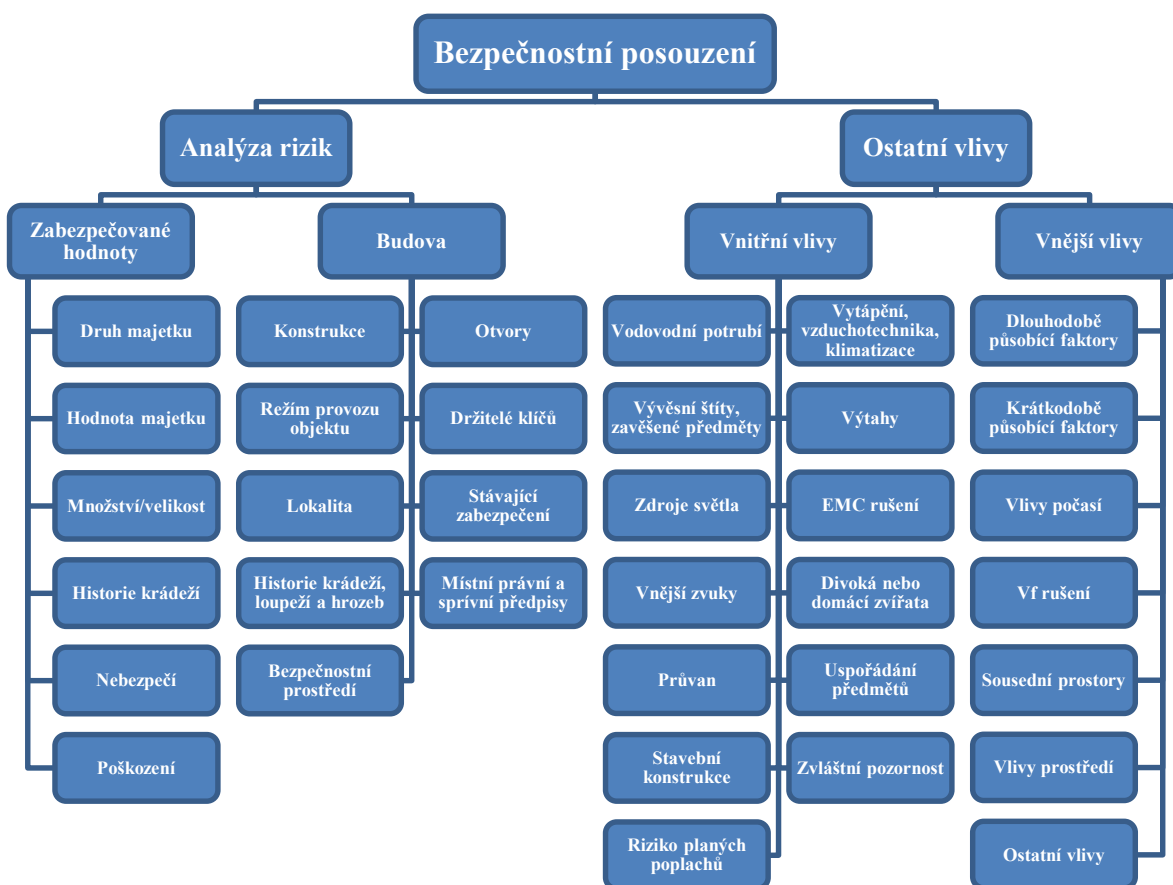 Bezpečnostní posouzení
Analýza rizik
Ostatní vlivy
Zabezpečované
hodnoty
Budova
Vnitřní vlivy
Vnější vlivy
Druh majetku
Hodnota majetku
Množství/velikost
Historie krádeží
Nebezpečí
Poškození
Konstrukce
Otvory
Režím provozu
objektu
Držitelé klíčů
Lokalita
Stávající
zabezpečení
Historie krádeží,
loupeží a hrozeb
Místní právní a
sprívní předpisy
Bezpečnostní
prostředí
Vodovodní potrubí
Vytápění,
vzduchotechnika,
klimatizace
Vývěsní štíty,
zavěšené předměty
Výtahy
Zdroje světla
EMC rušení
Vnější zvuky
Divoká nebo
domácí zvířata
Průvan
Uspořádání
předmětů
Stavební
konstrukce
Zvláštní pozornost
Riziko planých
poplachů
Dlouhodobě
působící faktory
Krátkodobě
působící faktory
Vlivy počasí
Vf rušení
Sousední prostory
Vlivy prostředí
Ostatní vlivy